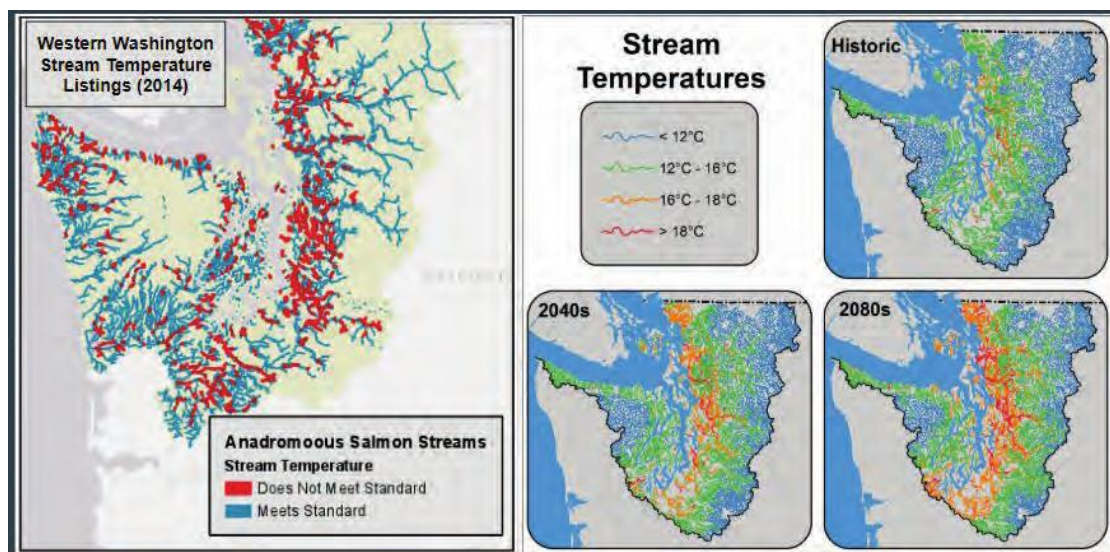 Western Washington
Stream Temperature
Listings (2014)
Anadromoous Salmon Streams
Stream Temperature
Does Not Meet Standard
Meets Standard
Stream
Temperatures
< 12°C
12°C - 16°C
16°C - 18°C
> 18°C
Historic
2040s
2080s